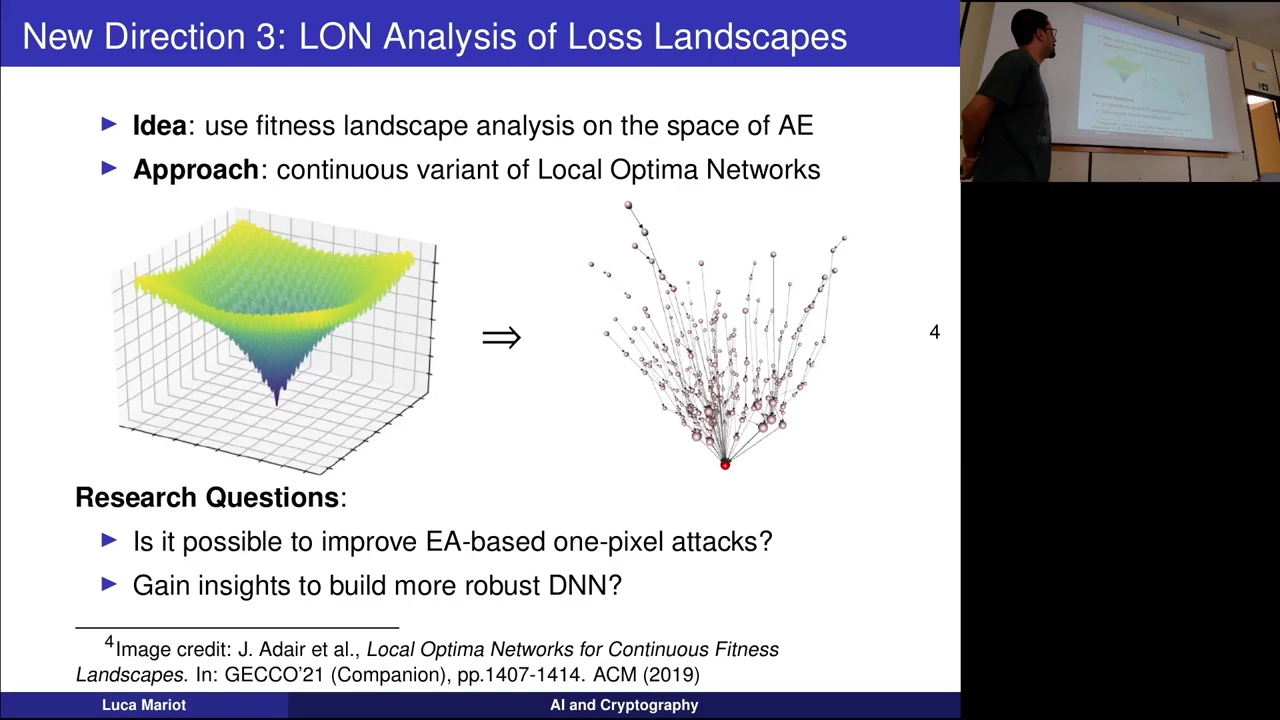 New Direction 3: LON Analysis of Loss Landscapes
Idea: use fitness landscape analysis on the space of AE
Approach: continuous variant of Local Optima Networks
⇒
4
Research Questions:
Is it possible to improve EA-based one-pixel attacks?
Gain insights to build more robust DNN?
4Image credit: J. Adair et al., Local Optima Networks for Continuous Fitness
Landscapes. In: GECCO'21 (Companion), pp.1407-1414. ACM (2019)
Luca Mariot
AI and Cryptography